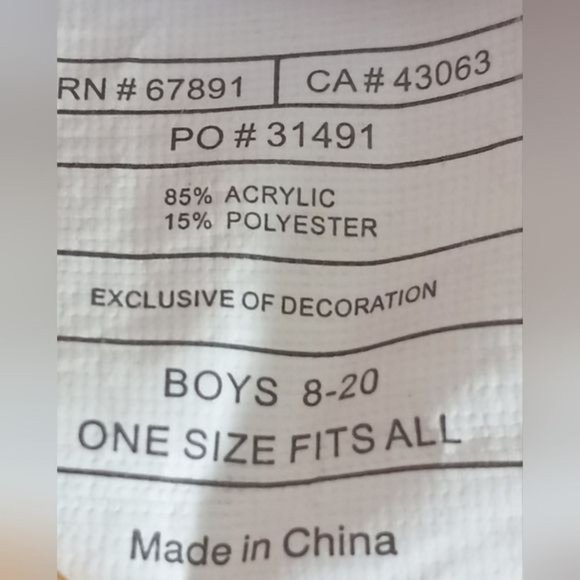 RN # 67891 CA # 43063
PO # 31491
85% ACRYLIC
15% POLYESTER
EXCLUSIVE OF DECORATION
BOYS 8-20
ONE SIZE FITS ALL
Made in China